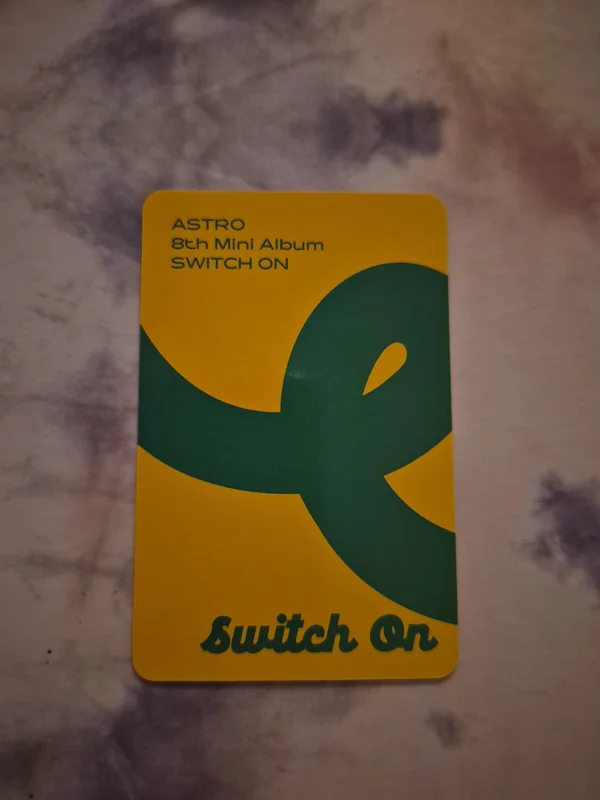 ASTRO
8th Mini Album
SWITCH ON
Switch On